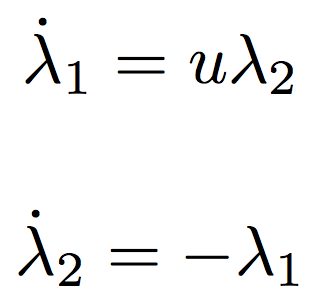 λ̇₁ = uλ₂
λ̇₂ = −λ₁